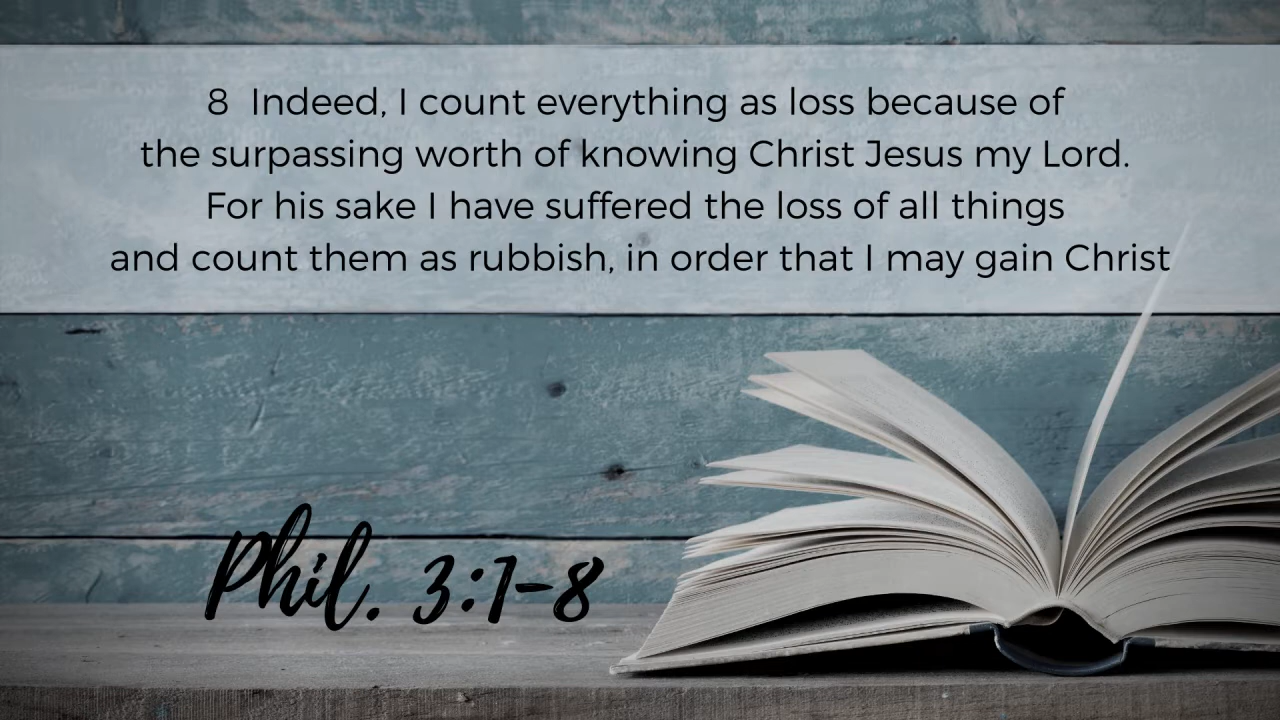 8  Indeed, I count everything as loss because of
the surpassing worth of knowing Christ Jesus my Lord.
For his sake I have suffered the loss of all things
and count them as rubbish, in order that I may gain Christ
Phil. 3:1-8